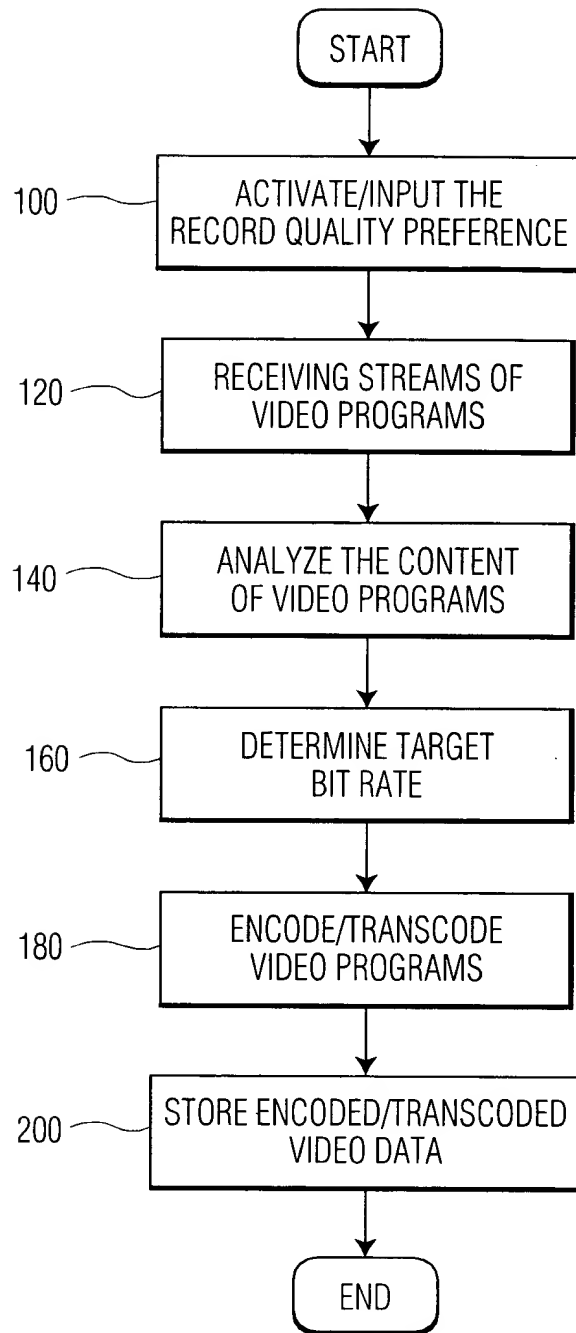 START
100
ACTIVATE/INPUT THE
RECORD QUALITY PREFERENCE
120
RECEIVING STREAMS OF
VIDEO PROGRAMS
140
ANALYZE THE CONTENT
OF VIDEO PROGRAMS
160
DETERMINE TARGET
BIT RATE
180
ENCODE/TRANSCODE
VIDEO PROGRAMS
200
STORE ENCODED/TRANSCODED
VIDEO DATA
END